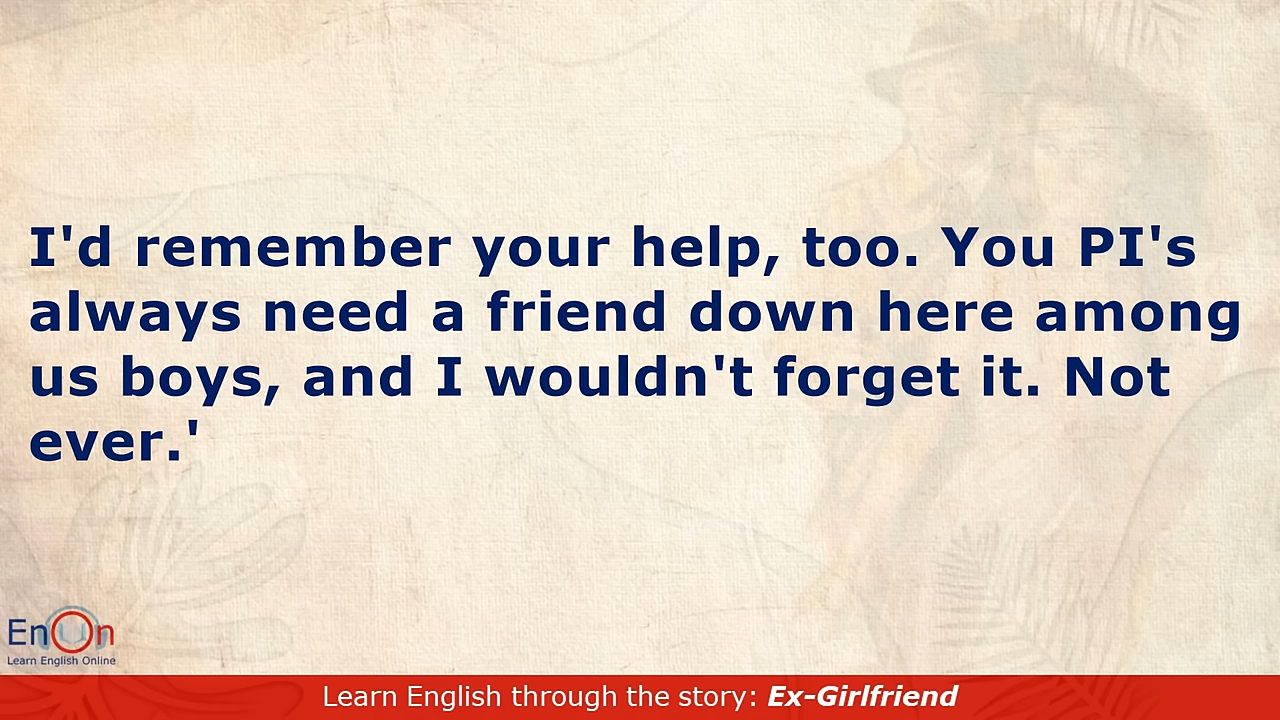 I'd remember your help, too. You PI's
always need a friend down here among
us boys, and I wouldn't forget it. Not
ever.'
EnOn
Learn English Online
Learn English through the story: Ex-Girlfriend